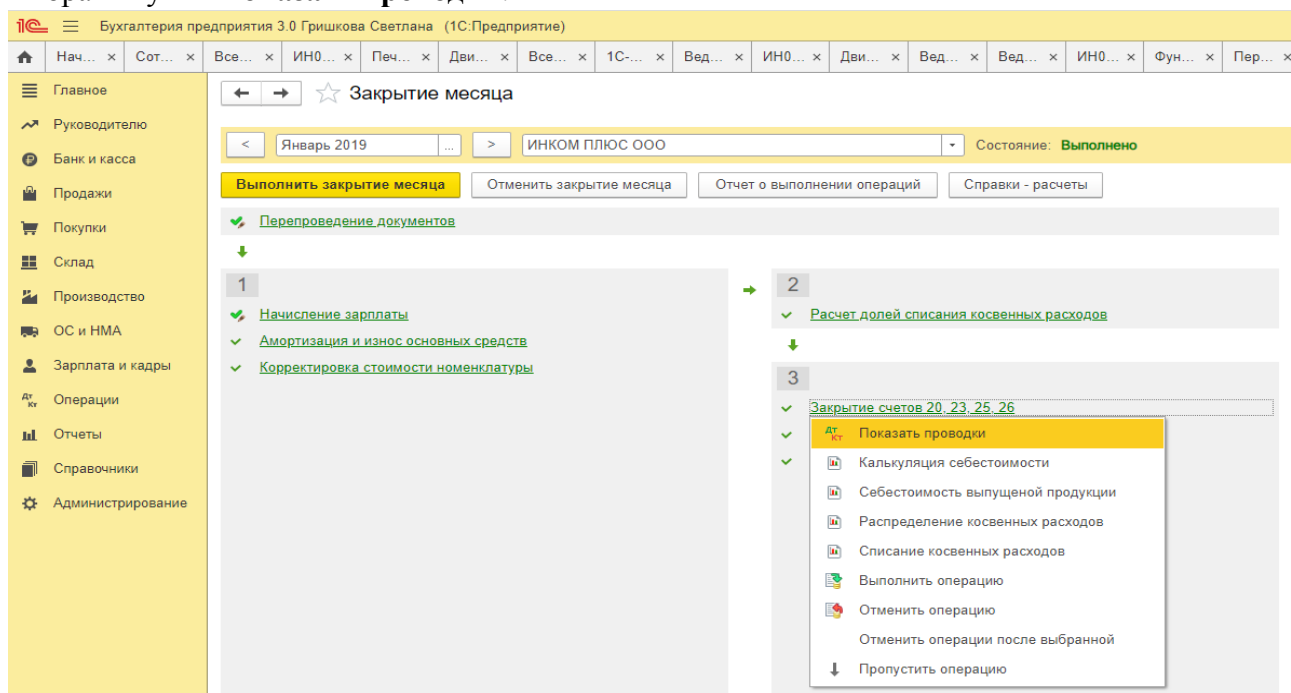 Бухгалтерия предприятия 3.0 Гришкова Светлана (1С:Предприятие)
Нач... × Сот... × Все... × ИН0... × Печ... × Дви... × Все... × 1С-... × Вед... × ИН0... × Дви... × Вед... × Вед... × ИН0... × Фун... × Пер... ×
Главное
Руководителю
Банк и касса
Продажи
Покупки
Склад
Производство
ОС и НМА
Зарплата и кадры
Операции
Отчеты
Справочники
Администрирование
Закрытие месяца
< Январь 2019 ... > ИНКОМ ПЛЮС ООО Состояние: Выполнено
Выполнить закрытие месяца Отменить закрытие месяца Отчет о выполнении операций Справки - расчеты
Перепроведение документов
1
Начисление зарплаты
Амортизация и износ основных средств
Корректировка стоимости номенклатуры
2
Расчет долей списания косвенных расходов
3
Закрытие счетов 20, 23, 25, 26
Показать проводки
Калькуляция себестоимости
Себестоимость выпущеной продукции
Распределение косвенных расходов
Списание косвенных расходов
Выполнить операцию
Отменить операцию
Отменить операции после выбранной
Пропустить операцию